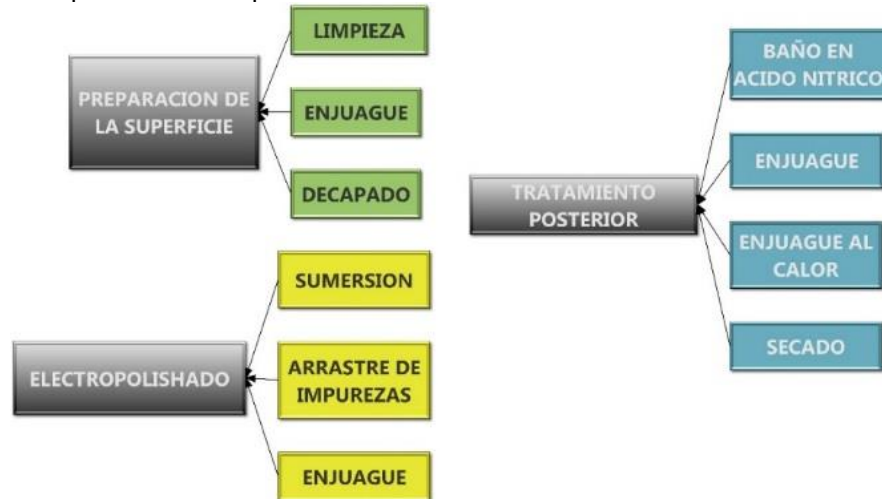 PREPARACION DE
LA SUPERFICIE
LIMPIEZA
ENJUAGUE
DECAPADO
ELECTROPOLISHADO
SUMERSION
ARRASTRE DE
IMPUREZAS
ENJUAGUE
TRATAMIENTO
POSTERIOR
BAÑO EN
ACIDO NITRICO
ENJUAGUE
ENJUAGUE AL
CALOR
SECADO